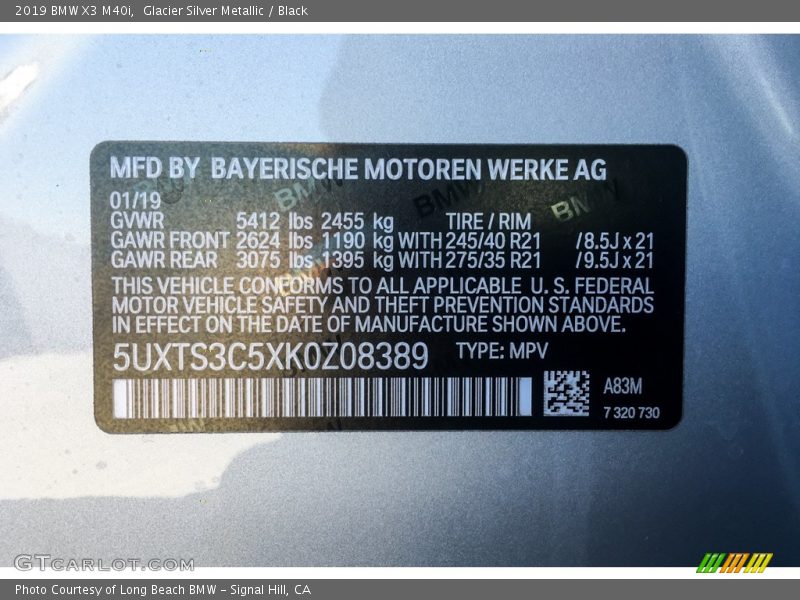 2019 BMW X3 M40i,  Glacier Silver Metallic / Black
MFD BY BAYERISCHE MOTOREN WERKE AG
01/19
GVWR 5412 lbs 2455 kg TIRE / RIM
GAWR FRONT 2624 lbs 1190 kg WITH 245/40 R21 /8.5J x 21
GAWR REAR 3075 lbs 1395 kg WITH 275/35 R21 /9.5J x 21
THIS VEHICLE CONFORMS TO ALL APPLICABLE U. S. FEDERAL
MOTOR VEHICLE SAFETY AND THEFT PREVENTION STANDARDS
IN EFFECT ON THE DATE OF MANUFACTURE SHOWN ABOVE.
5UXTS3C5XK0Z08389 TYPE: MPV
A83M
7 320 730
GTCARLOT.COM
Photo Courtesy of Long Beach BMW – Signal Hill, CA